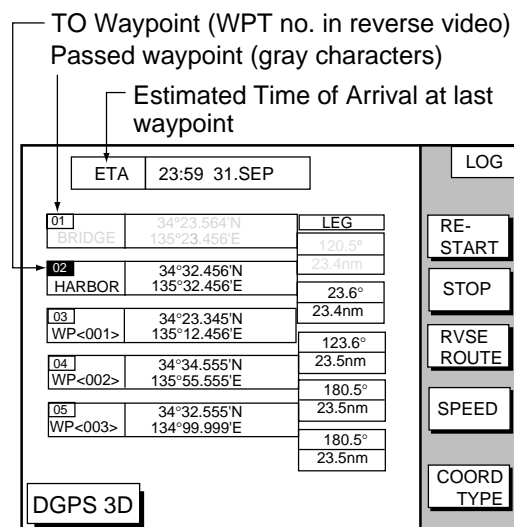 TO Waypoint (WPT no. in reverse video)
Passed waypoint (gray characters)
Estimated Time of Arrival at last
waypoint
ETA 23:59 31.SEP
LOG
01
BRIDGE
34°23.564'N
135°23.456'E
LEG
120.5°
23.4nm
RE-
START
02
HARBOR
34°32.456'N
135°32.456'E
23.6°
23.4nm
STOP
03
WP<001>
34°23.345'N
135°12.456'E
123.6°
23.5nm
RVSE
ROUTE
04
WP<002>
34°34.555'N
135°55.555'E
180.5°
23.5nm
SPEED
05
WP<003>
34°32.555'N
134°99.999'E
180.5°
23.5nm
COORD
TYPE
DGPS 3D